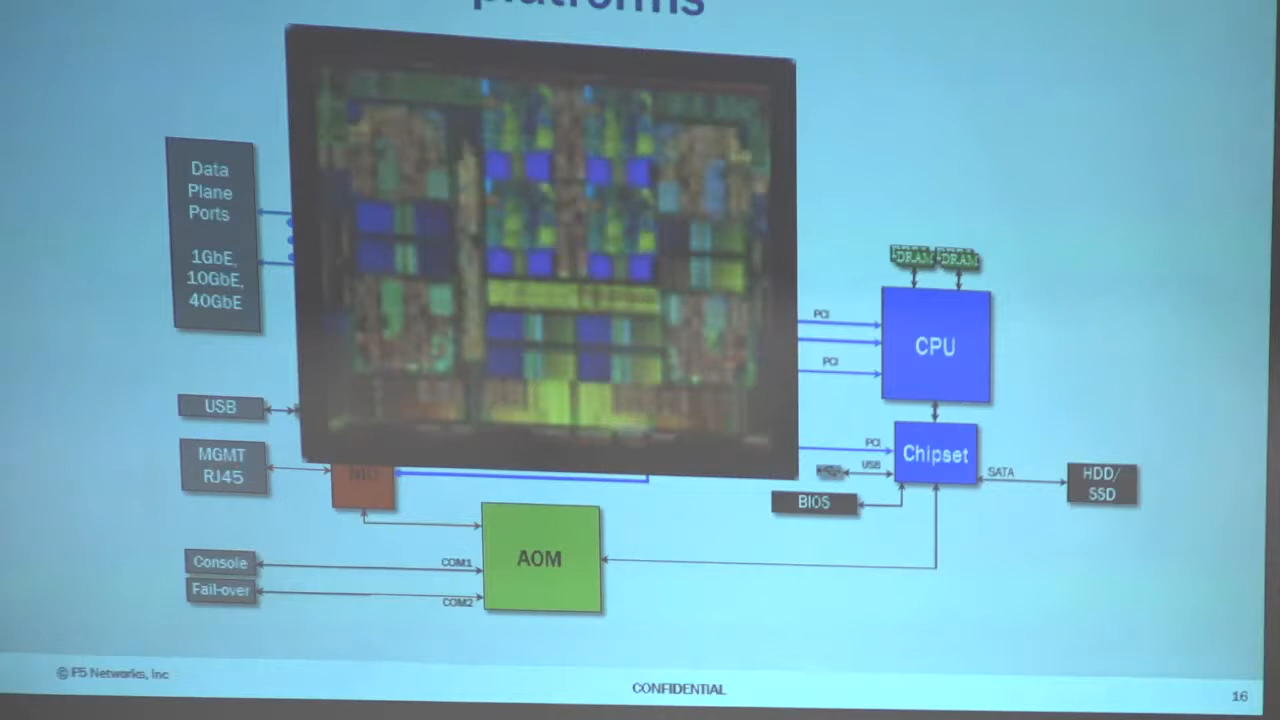 platforms
Data
Plane
Ports
1GbE,
10GbE,
40GbE
DRAM
DRAM
PCI
CPU
PCI
USB
MGMT
RJ45
PCI
Chipset
USB
SATA
HDD/
SSD
BIOS
AOM
Console
COM1
Fail-over
COM2
© F5 Networks, Inc
CONFIDENTIAL
16